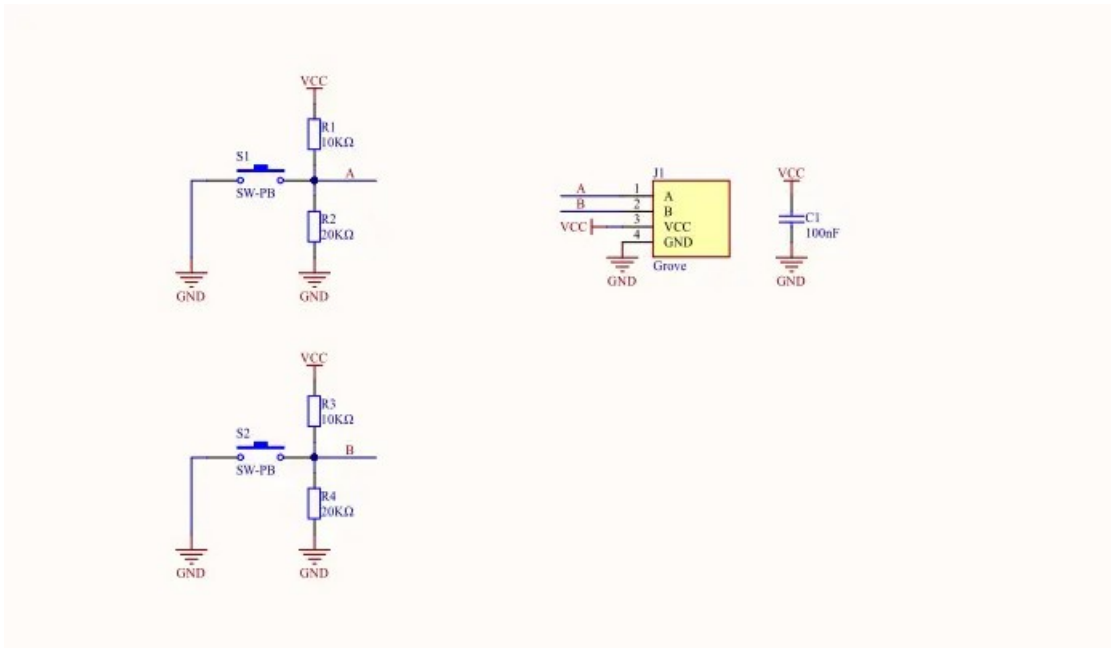 VCC
R1
10KΩ
S1
SW-PB
A
R2
20KΩ
GND
GND
J1
A
1
A
B
2
B
VCC
3
VCC
4
GND
GND
Grove
VCC
C1
100nF
GND
VCC
R3
10KΩ
S2
SW-PB
B
R4
20KΩ
GND
GND